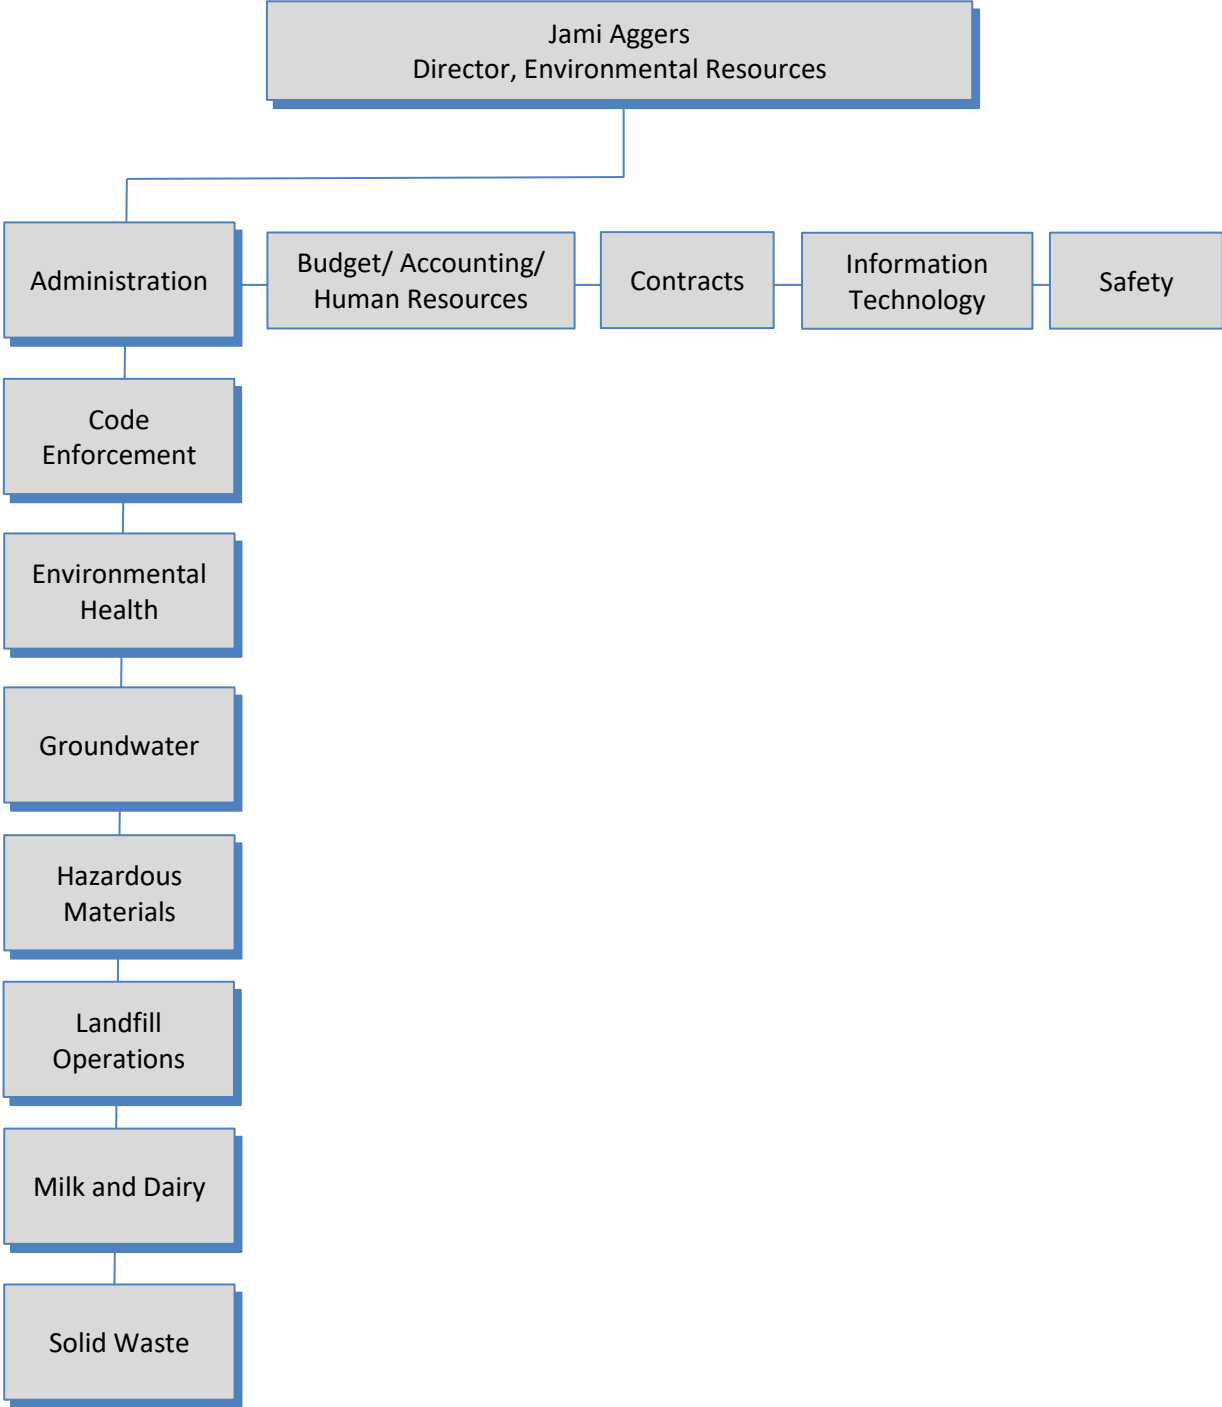 Jami Aggers
Director, Environmental Resources
Administration
Budget/ Accounting/
Human Resources
Contracts
Information
Technology
Safety
Code
Enforcement
Environmental
Health
Groundwater
Hazardous
Materials
Landfill
Operations
Milk and Dairy
Solid Waste